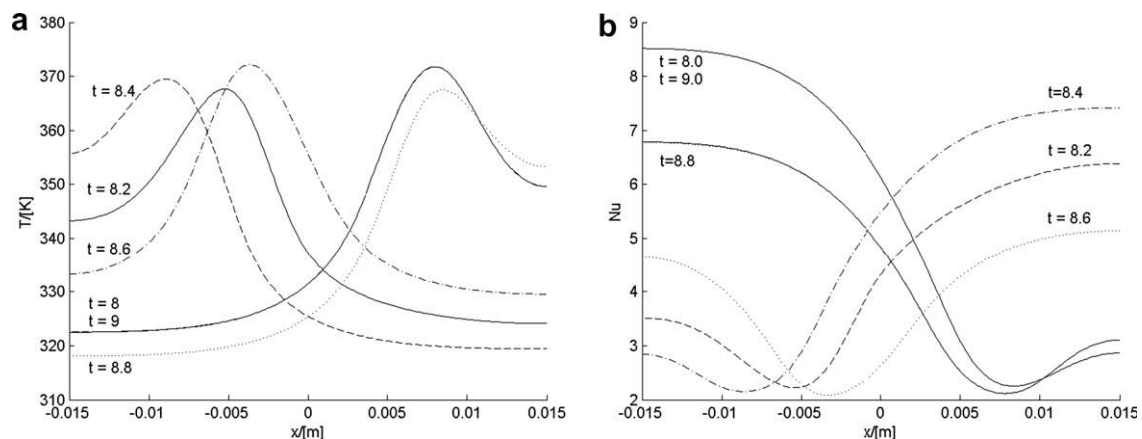 a
380
370
360
350
340
330
320
310
T/[K]
t = 8.4
t = 8.2
t = 8.6
t = 8
t = 9
t = 8.8
-0.015
-0.01
-0.005
0
0.005
0.01
0.015
x/[m]
b
9
8
7
6
5
4
3
2
-0.015
Nu
t = 8.0
t = 9.0
t=8.8
t=8.4
t = 8.2
t = 8.6
-0.01
-0.005
0
0.005
0.01
0.015
x/[m]